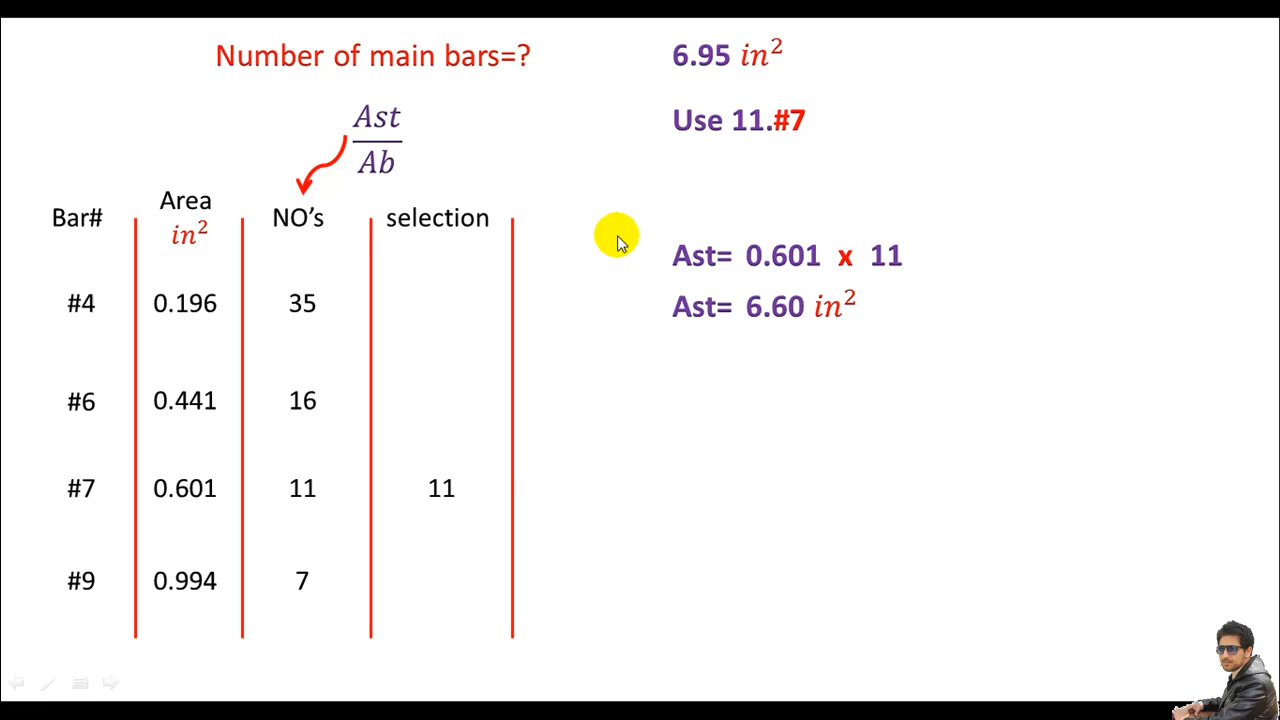 Number of main bars=?
6.95 in²
Use 11.#7
Ast
Ab
Bar# Area in² NO’s selection
#4 0.196 35
#6 0.441 16
#7 0.601 11 11
#9 0.994 7
Ast= 0.601 x 11
Ast= 6.60 in²